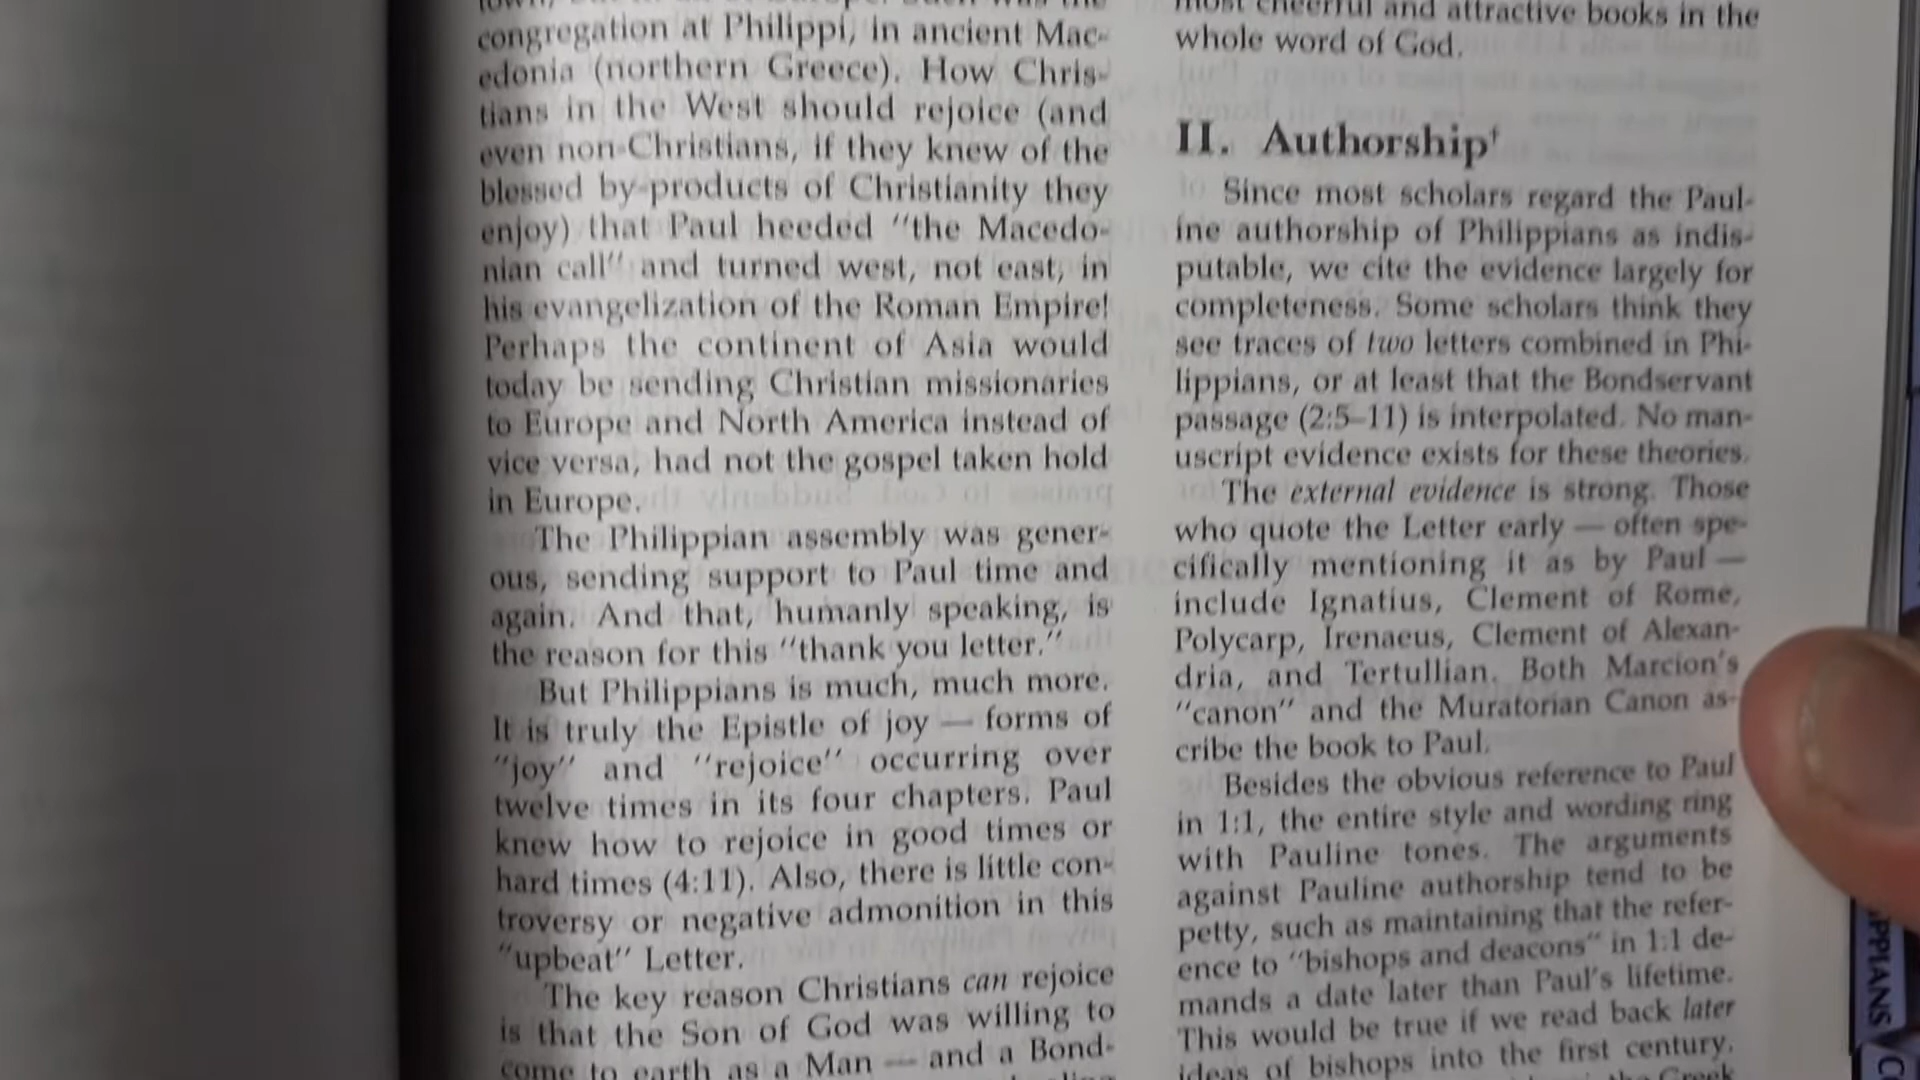 congregation at Philippi, in ancient Mac-
edonia (northern Greece). How Chris-
tians in the West should rejoice (and
even non-Christians, if they knew of the
blessed by-products of Christianity they
enjoy) that Paul heeded "the Macedo-
nian call" and turned west, not east, in
his evangelization of the Roman Empire!
Perhaps the continent of Asia would
today be sending Christian missionaries
to Europe and North America instead of
vice versa, had not the gospel taken hold
in Europe.
The Philippian assembly was gener-
ous, sending support to Paul time and
again. And that, humanly speaking, is
the reason for this "thank you letter."
But Philippians is much, much more.
It is truly the Epistle of joy — forms of
"joy" and "rejoice" occurring over
twelve times in its four chapters. Paul
knew how to rejoice in good times or
hard times (4:11). Also, there is little con-
troversy or negative admonition in this
"upbeat" Letter.
The key reason Christians can rejoice
is that the Son of God was willing to
come to earth as a Man — and a Bond-
most cheerful and attractive books in the
whole word of God.
II. Authorship†
Since most scholars regard the Paul-
ine authorship of Philippians as indis-
putable, we cite the evidence largely for
completeness. Some scholars think they
see traces of two letters combined in Phi-
lippians, or at least that the Bondservant
passage (2:5–11) is interpolated. No man-
uscript evidence exists for these theories.
The external evidence is strong. Those
who quote the Letter early — often spe-
cifically mentioning it as by Paul —
include Ignatius, Clement of Rome,
Polycarp, Irenaeus, Clement of Alexan-
dria, and Tertullian. Both Marcion's
"canon" and the Muratorian Canon as-
cribe the book to Paul.
Besides the obvious reference to Paul
in 1:1, the entire style and wording ring
with Pauline tones. The arguments
against Pauline authorship tend to be
petty, such as maintaining that the refer-
ence to "bishops and deacons" in 1:1 de-
mands a date later than Paul's lifetime.
This would be true if we read back later
ideas of bishops into the first century.
the Greek
PPIANS